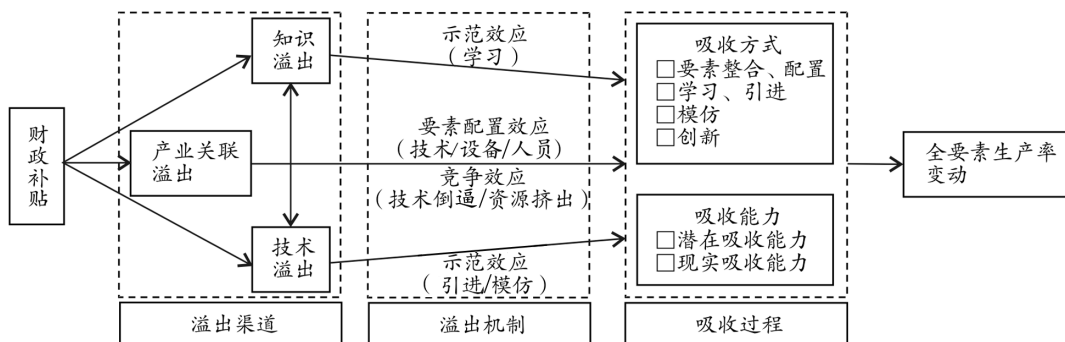 财政补贴
知识
溢出
产业关联
溢出
技术
溢出
溢出渠道
示范效应
(学习)
要素配置效应
(技术/设备/人员)
竞争效应
(技术倒逼/资源挤出)
示范效应
(引进/模仿)
溢出机制
吸收方式
□要素整合、配置
□学习、引进
□模仿
□创新
吸收能力
□潜在吸收能力
□现实吸收能力
吸收过程
全要素生产率
变动